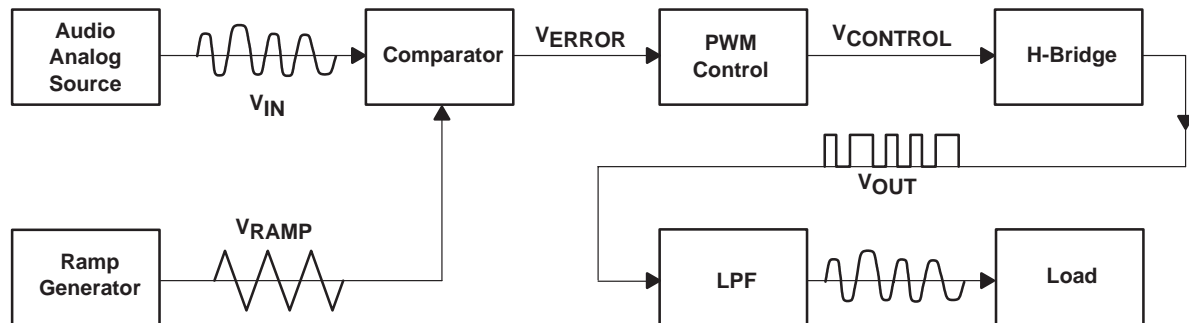 Audio
Analog
Source
VIN
Comparator
VERROR
PWM
Control
VCONTROL
H-Bridge
VOUT
Ramp
Generator
VRAMP
LPF
Load